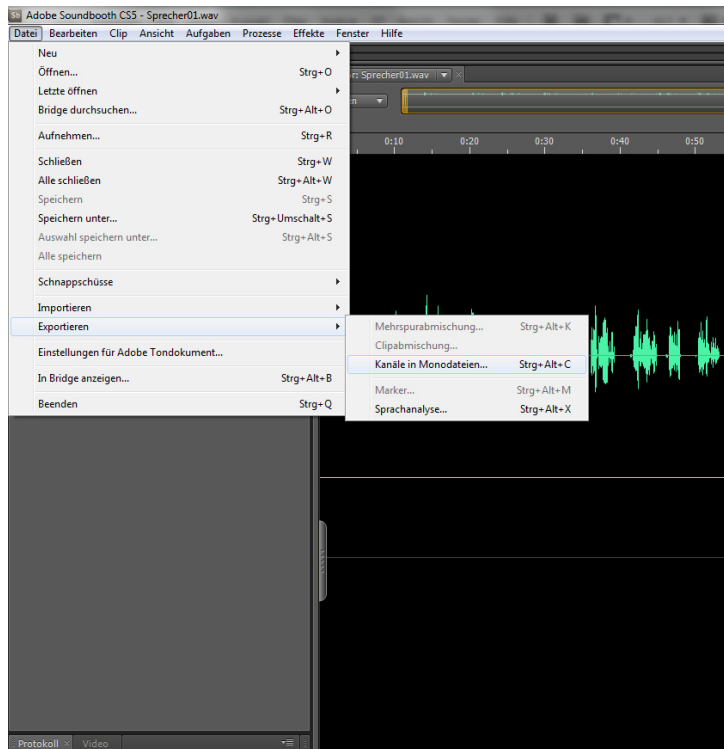 Sb Adobe Soundbooth CS5 - Sprecher01.wav
Datei Bearbeiten Clip Ansicht Aufgaben Prozesse Effekte Fenster Hilfe
Neu
Öffnen... Strg+O
Letzte öffnen
Bridge durchsuchen... Strg+Alt+O
Aufnehmen... Strg+R
Schließen Strg+W
Alle schließen Strg+Alt+W
Speichern Strg+S
Speichern unter... Strg+Umschalt+S
Auswahl speichern unter... Strg+Alt+S
Alle speichern
Schnappschüsse
Importieren
Exportieren
Einstellungen für Adobe Tondokument...
In Bridge anzeigen... Strg+Alt+B
Beenden Strg+Q
r: Sprecher01.wav
en
0:10 0:20 0:30 0:40 0:50
Mehrspurabmischung... Strg+Alt+K
Clipabmischung...
Kanäle in Monodateien... Strg+Alt+C
Marker... Strg+Alt+M
Sprachanalyse... Strg+Alt+X
Protokoll Video